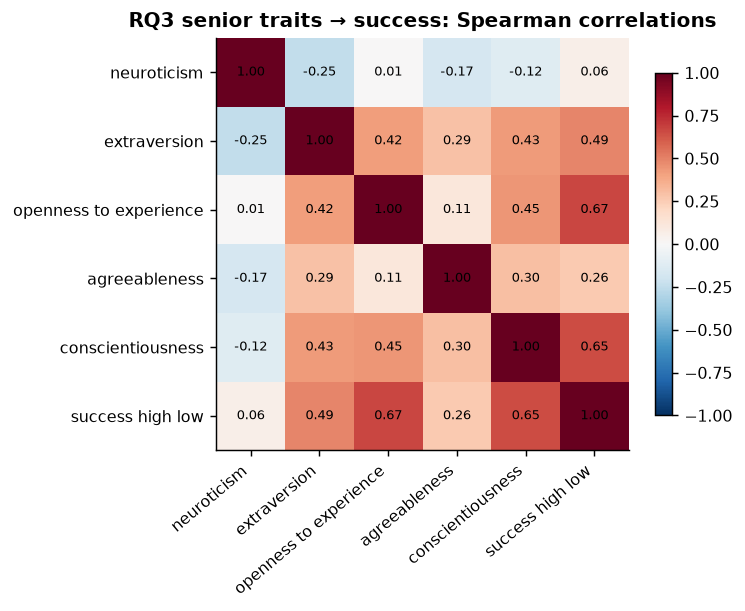 RQ3 senior traits → success: Spearman correlations
neuroticism 1.00 -0.25 0.01 -0.17 -0.12 0.06
extraversion -0.25 1.00 0.42 0.29 0.43 0.49
openness to experience 0.01 0.42 1.00 0.11 0.45 0.67
agreeableness -0.17 0.29 0.11 1.00 0.30 0.26
conscientiousness -0.12 0.43 0.45 0.30 1.00 0.65
success high low 0.06 0.49 0.67 0.26 0.65 1.00
neuroticism
extraversion
openness to experience
agreeableness
conscientiousness
success high low
1.00
0.75
0.50
0.25
0.00
−0.25
−0.50
−0.75
−1.00